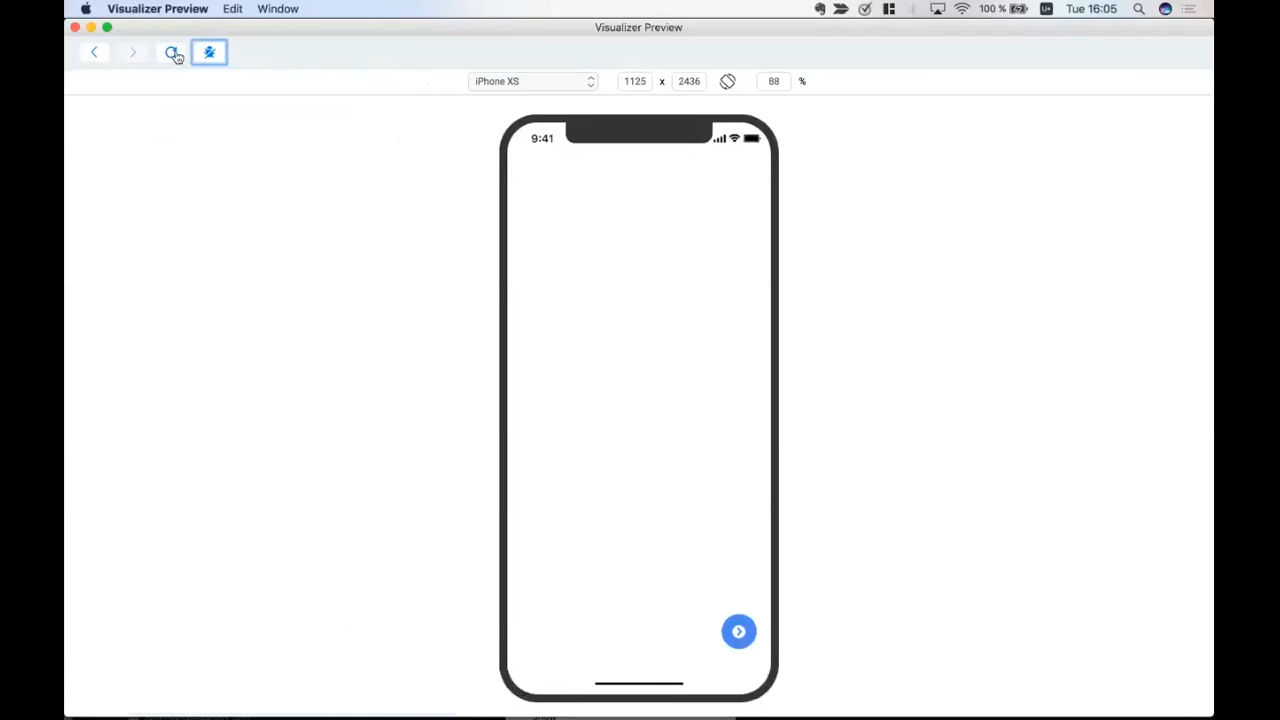 Visualizer Preview Edit Window 100 % Tue 16:05
Visualizer Preview
iPhone XS 1125 x 2436 88 %
9:41